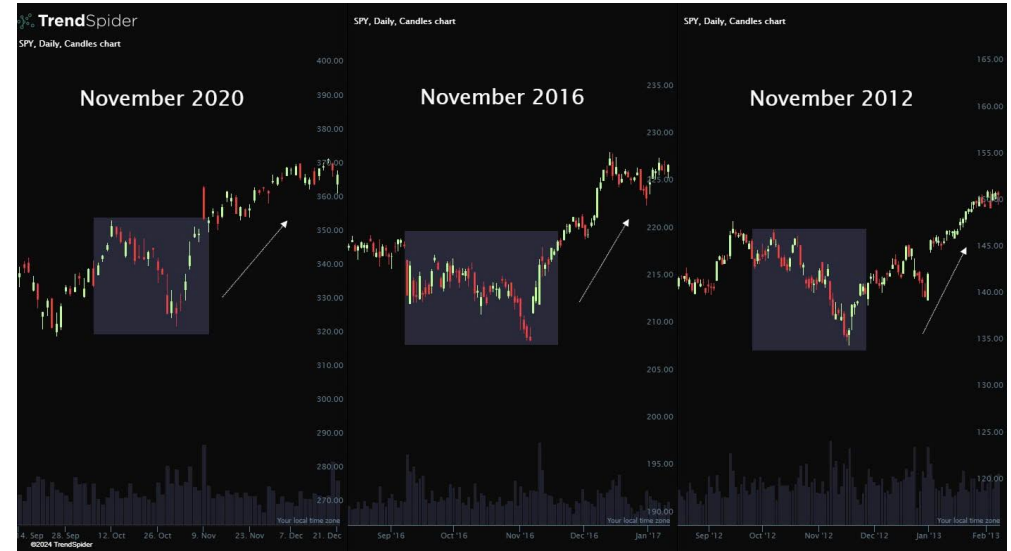 TrendSpider
SPY, Daily, Candles chart
November 2020
400.00
390.00
380.00
370.00
360.00
350.00
340.00
330.00
320.00
310.00
300.00
290.00
280.00
270.00
Your local time zone
14. Sep 28. Sep 12. Oct 26. Oct 9. Nov 23. Nov 7. Dec 21. Dec
©2024 TrendSpider
SPY, Daily, Candles chart
November 2016
235.00
230.00
225.00
220.00
215.00
210.00
205.00
200.00
195.00
190.00
Your local time zone
Sep '16 Oct '16 Nov '16 Dec '16 Jan '17
SPY, Daily, Candles chart
November 2012
165.00
160.00
155.00
150.00
145.00
140.00
135.00
130.00
125.00
120.00
Your local time zone
Sep '12 Oct '12 Nov '12 Dec '12 Jan '13 Feb '13